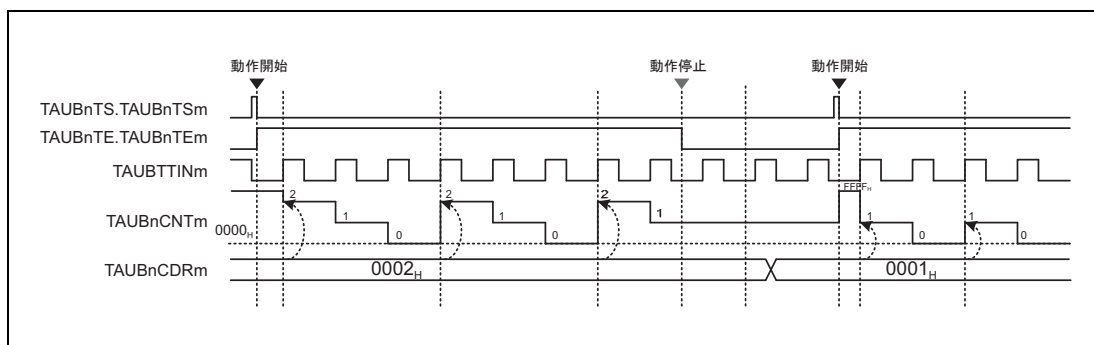 動作開始 動作停止 動作開始
TAUBnTS.TAUBnTSm
TAUBnTE.TAUBnTEm
TAUBTTINm
FFFFH
2 2 2
1 1 1 1 1
TAUBnCNTm
0 0 0 0
0000H
TAUBnCDRm 0002H 0001H